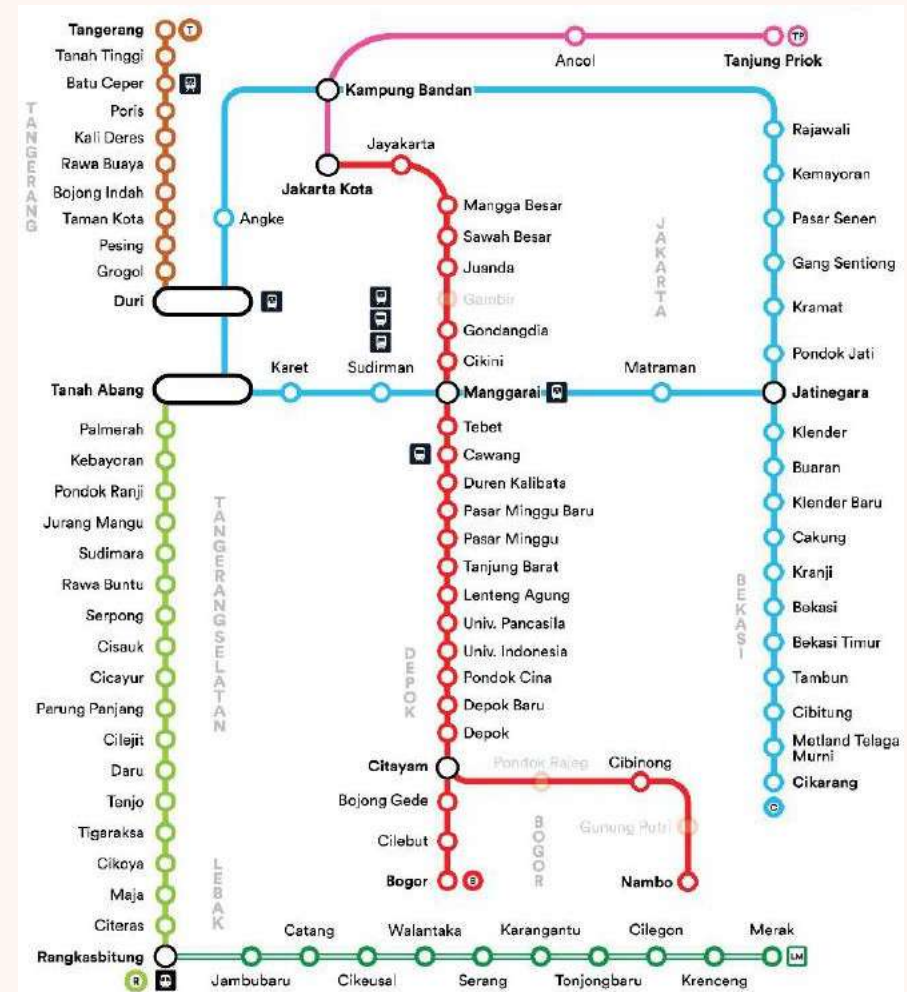 Tangerang
T
Tanah Tinggi
Batu Ceper
Poris
Kali Deres
Rawa Buaya
Bojong Indah
Taman Kota
Pesing
Grogol
Duri
TANGERANG
Ancol
Tanjung Priok
TP
Kampung Bandan
Jayakarta
Jakarta Kota
Angke
Mangga Besar
Sawah Besar
Juanda
Gambir
Gondangdia
Cikini
JAKARTA
Rajawali
Kemayoran
Pasar Senen
Gang Sentiong
Kramat
Pondok Jati
Tanah Abang
Karet
Sudirman
Manggarai
Matraman
Jatinegara
Palmerah
Kebayoran
Pondok Ranji
Jurang Mangu
Sudimara
Rawa Buntu
Serpong
Cisauk
Cicayur
Parung Panjang
Cilejit
Daru
Tenjo
Tigaraksa
Cikoya
Maja
Citeras
Rangkasbitung
R
TANGERANG SELATAN
LEBAK
Tebet
Cawang
Duren Kalibata
Pasar Minggu Baru
Pasar Minggu
Tanjung Barat
Lenteng Agung
Univ. Pancasila
Univ. Indonesia
Pondok Cina
Depok Baru
Depok
DEPOK
Citayam
Bojong Gede
Cilebut
Bogor
B
Pondok Rajeg
Cibinong
Gunung Putri
Nambo
BOGOR
Klender
Buaran
Klender Baru
Cakung
Kranji
Bekasi
Bekasi Timur
Tambun
Cibitung
Metland Telaga
Murni
Cikarang
C
BEKASI
Jambubaru
Catang
Cikeusal
Walantaka
Serang
Karangantu
Tonjongbaru
Cilegon
Krenceng
Merak
LM